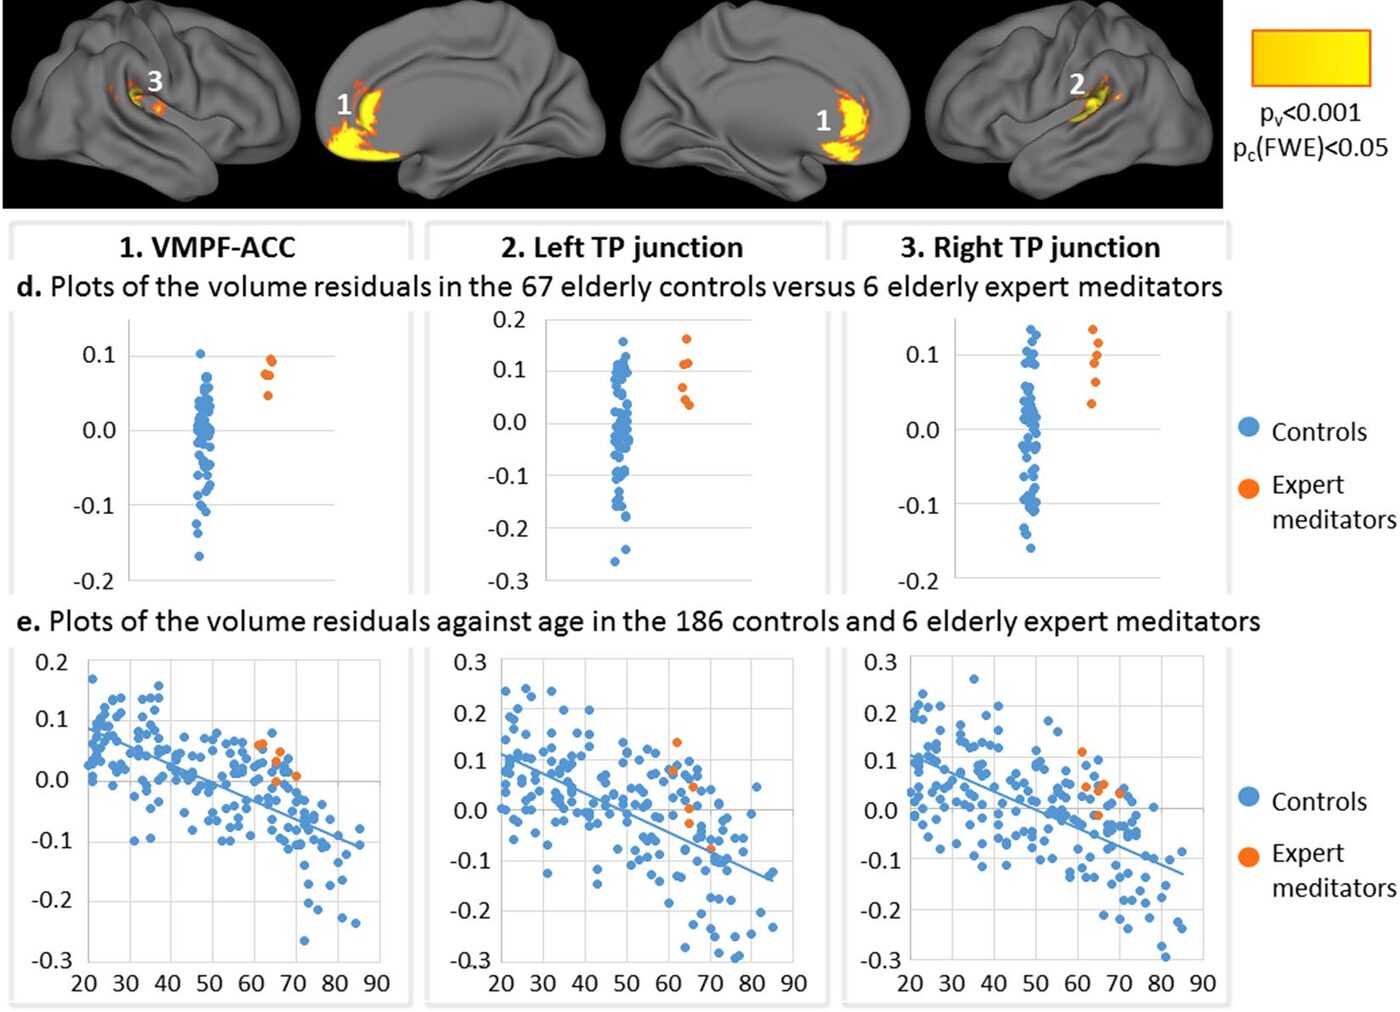 3
1
1
2
pv<0.001
pc(FWE)<0.05
1. VMPF-ACC
2. Left TP junction
3. Right TP junction
d. Plots of the volume residuals in the 67 elderly controls versus 6 elderly expert meditators
0.1
0.0
-0.1
-0.2
0.2
0.1
0.0
-0.1
-0.2
-0.3
0.1
0.0
-0.1
-0.2
Controls
Expert
meditators
e. Plots of the volume residuals against age in the 186 controls and 6 elderly expert meditators
0.2
0.1
0.0
-0.1
-0.2
-0.3
20 30 40 50 60 70 80 90
0.3
0.2
0.1
0.0
-0.1
-0.2
-0.3
20 30 40 50 60 70 80 90
0.3
0.2
0.1
0.0
-0.1
-0.2
-0.3
20 30 40 50 60 70 80 90
Controls
Expert
meditators